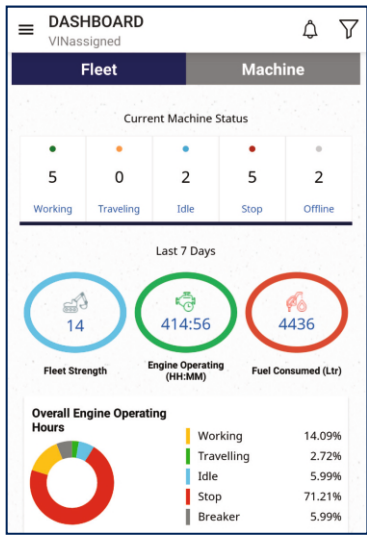 DASHBOARD
VINassigned
Fleet Machine
Current Machine Status
5 0 2 5 2
Working Traveling Idle Stop Offline
Last 7 Days
14 414:56 4436
Fleet Strength Engine Operating (HH:MM) Fuel Consumed (Ltr)
Overall Engine Operating
Hours
Working 14.09%
Travelling 2.72%
Idle 5.99%
Stop 71.21%
Breaker 5.99%